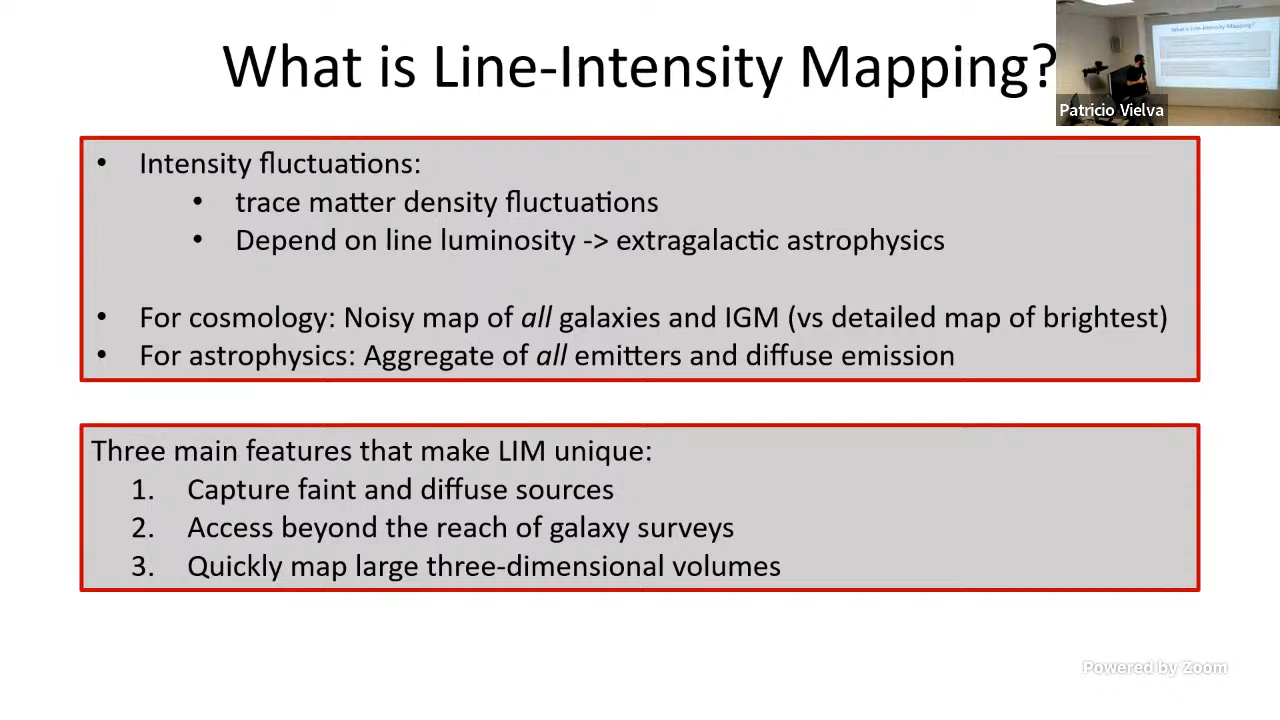 What is Line-Intensity Mapping?
Patricio Vielva
• Intensity fluctuations:
• trace matter density fluctuations
• Depend on line luminosity -> extragalactic astrophysics
• For cosmology: Noisy map of all galaxies and IGM (vs detailed map of brightest)
• For astrophysics: Aggregate of all emitters and diffuse emission
Three main features that make LIM unique:
1. Capture faint and diffuse sources
2. Access beyond the reach of galaxy surveys
3. Quickly map large three-dimensional volumes
Powered by Zoom